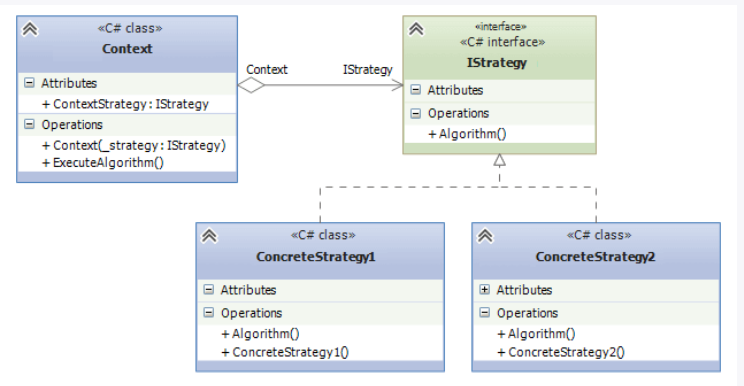 «C# class»
Context
Attributes
+ ContextStrategy : IStrategy
Operations
+ Context(_strategy : IStrategy)
+ ExecuteAlgorithm()
Context
IStrategy
«interface»
«C# interface»
IStrategy
Attributes
Operations
+ Algorithm()
«C# class»
ConcreteStrategy1
Attributes
Operations
+ Algorithm()
+ ConcreteStrategy1()
«C# class»
ConcreteStrategy2
Attributes
Operations
+ Algorithm()
+ ConcreteStrategy2()